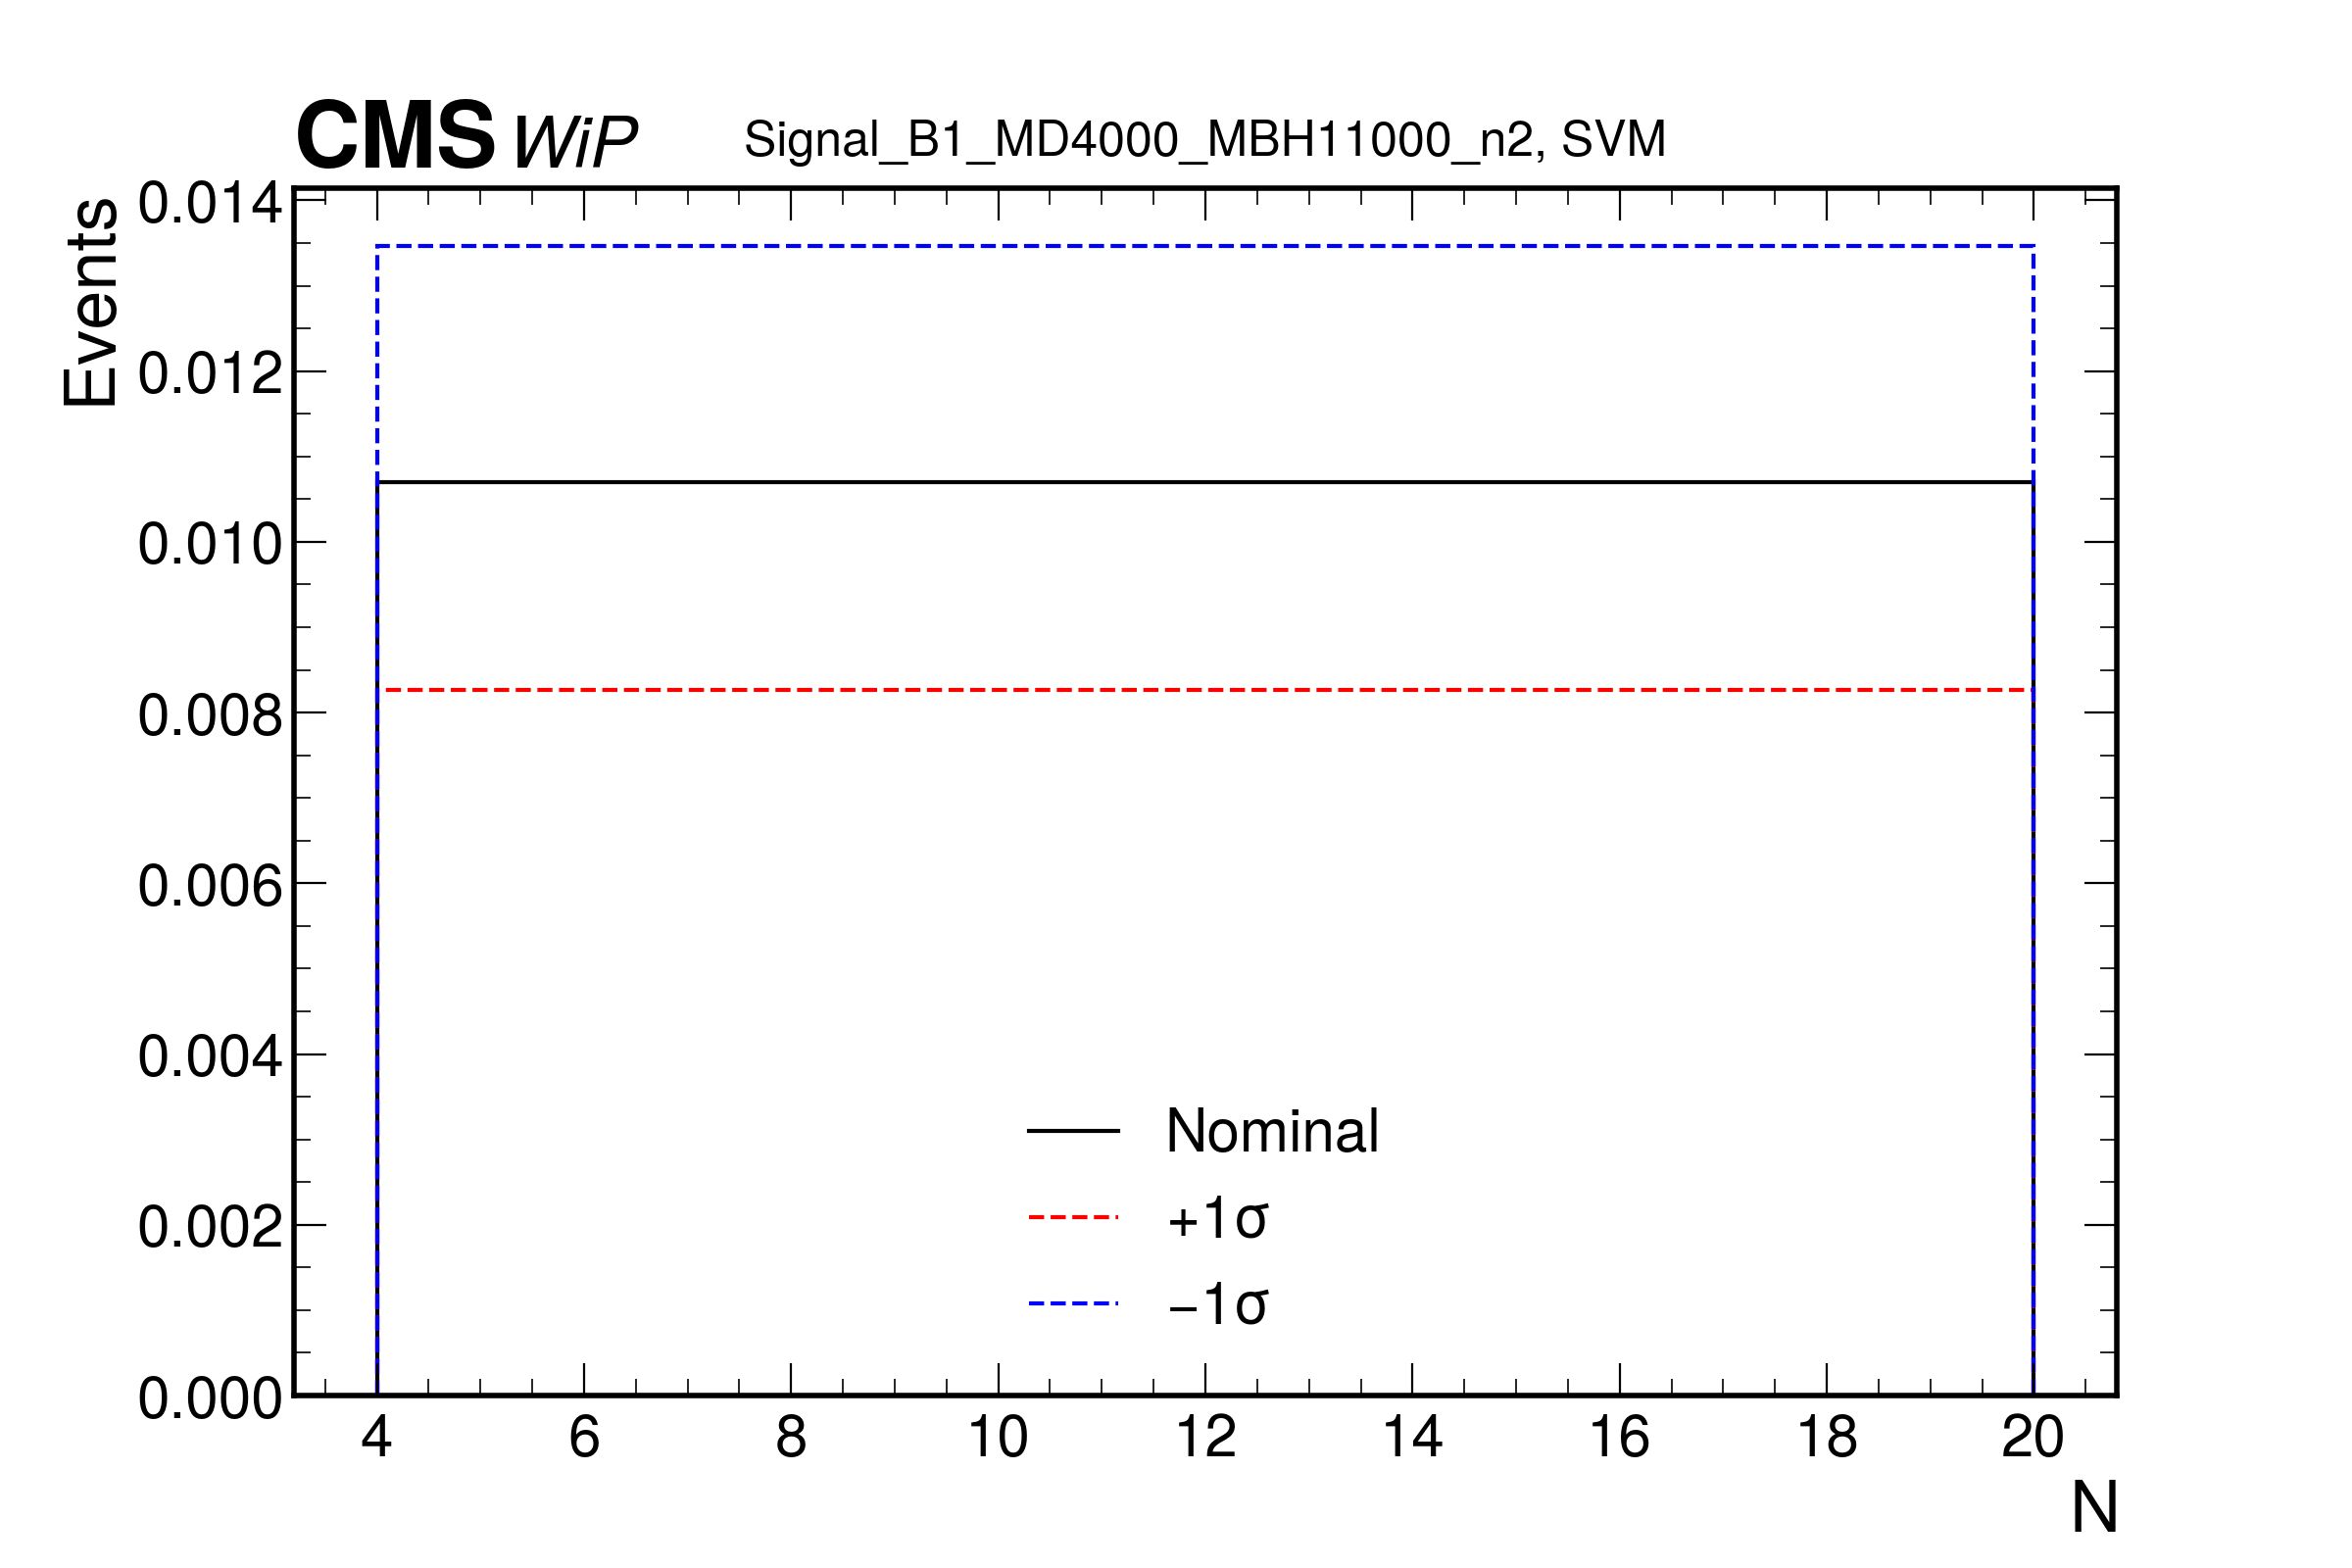 CMS WiP Signal_B1_MD4000_MBH11000_n2, SVM
Events
0.014
0.012
0.010
0.008
0.006
0.004
0.002
0.000
Nominal
+1σ
−1σ
4 6 8 10 12 14 16 18 20
N